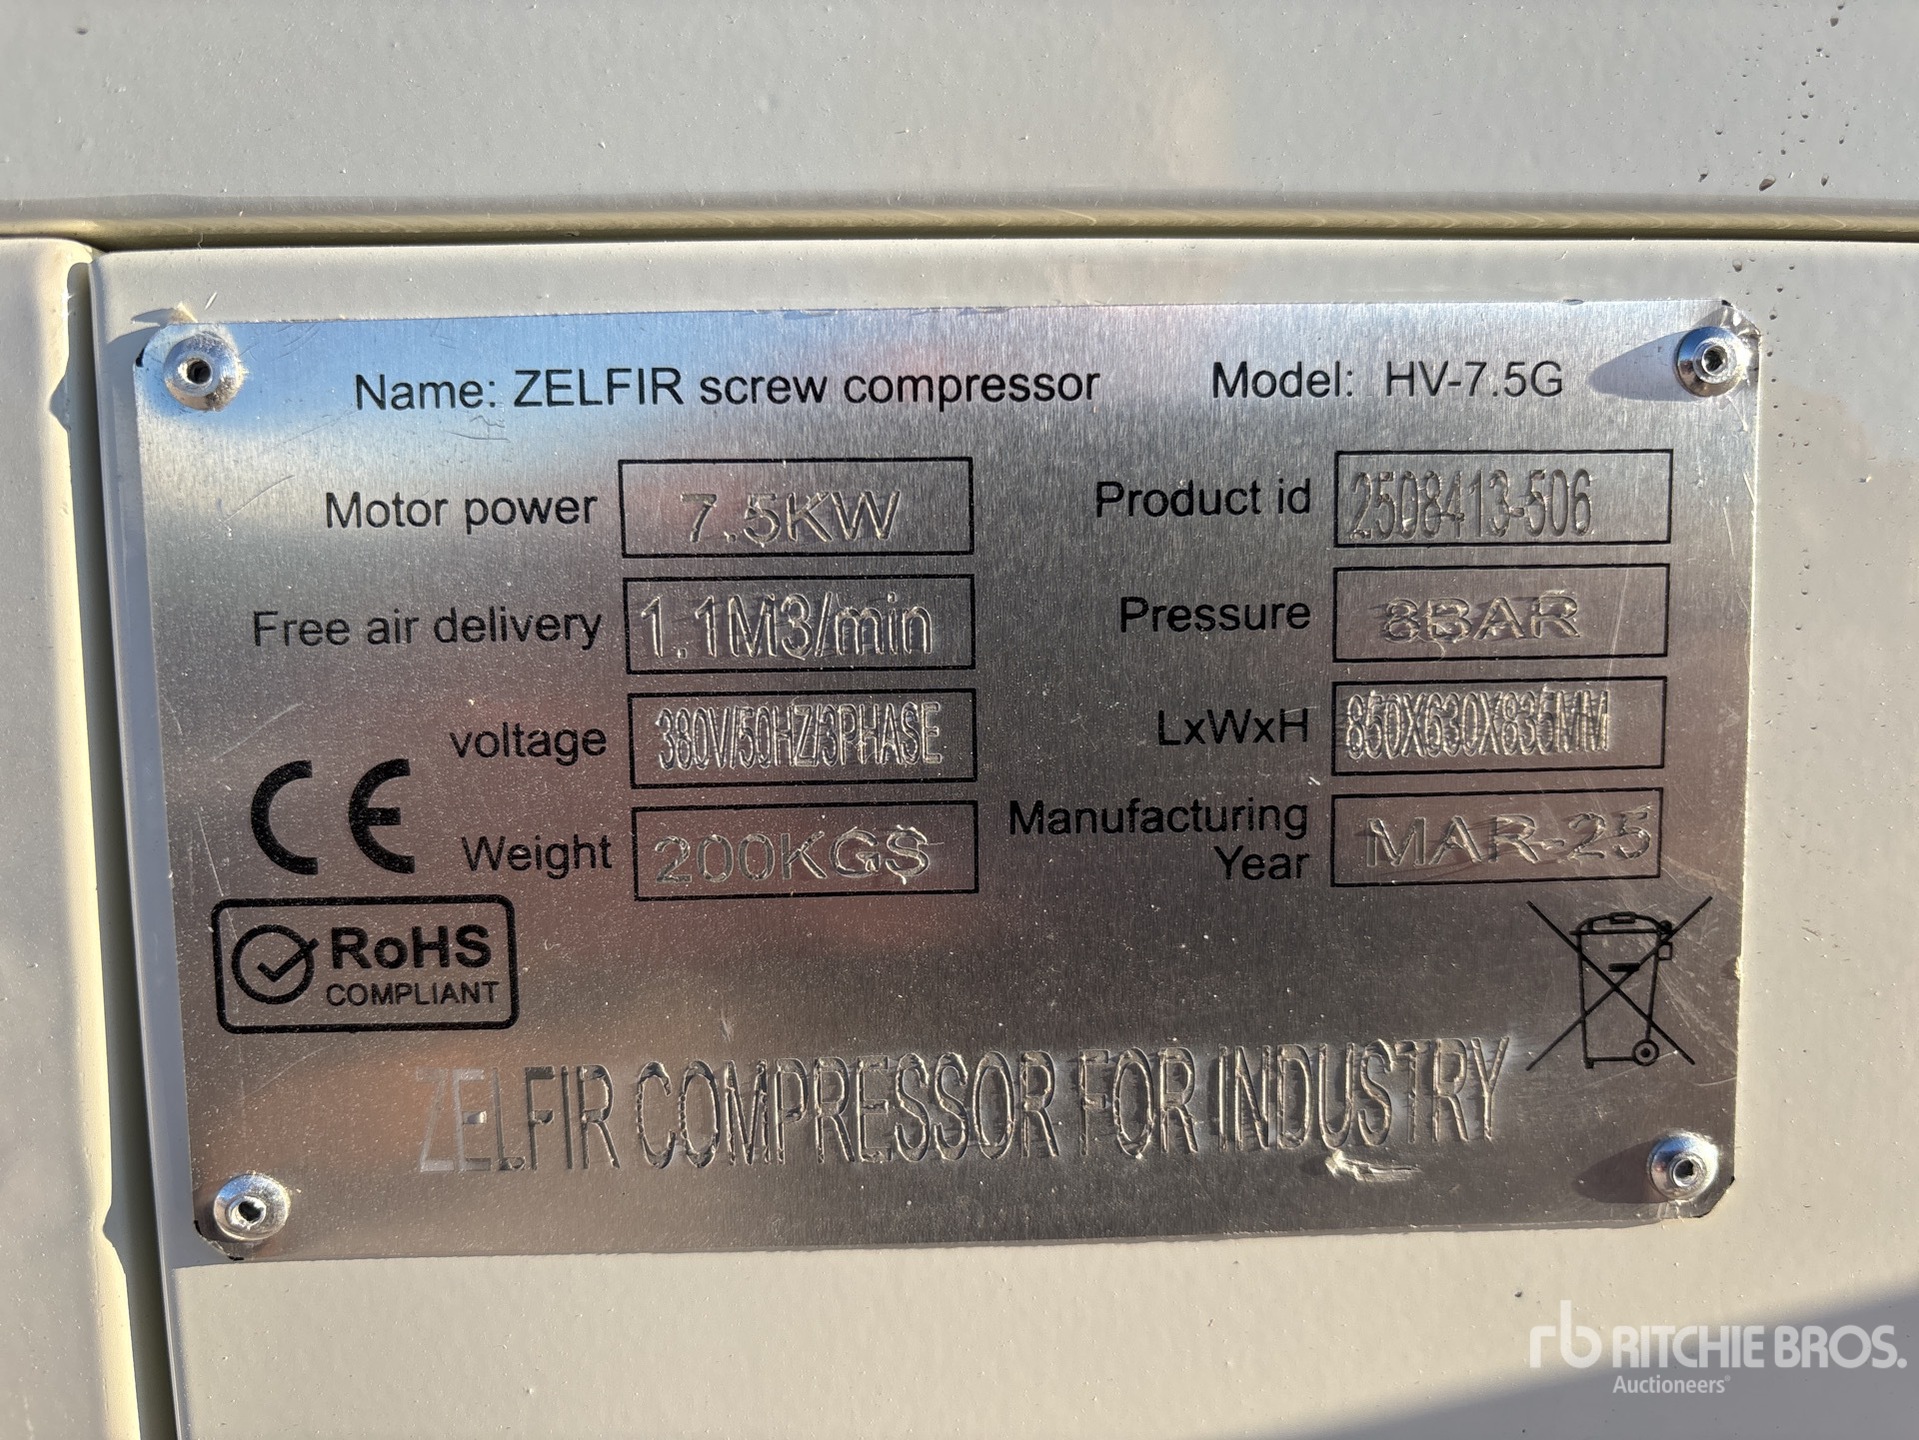 Name: ZELFIR screw compressor Model: HV-7.5G
Motor power 7.5KW Product id 2508413-506
Free air delivery 1.1M3/min Pressure 8BAR
voltage 380V/50HZ/3PHASE LxWxH 850X630X835MM
CE Weight 200KGS Manufacturing Year MAR-25
RoHS
COMPLIANT
ZELFIR COMPRESSOR FOR INDUSTRY
rb RITCHIE BROS.
Auctioneers